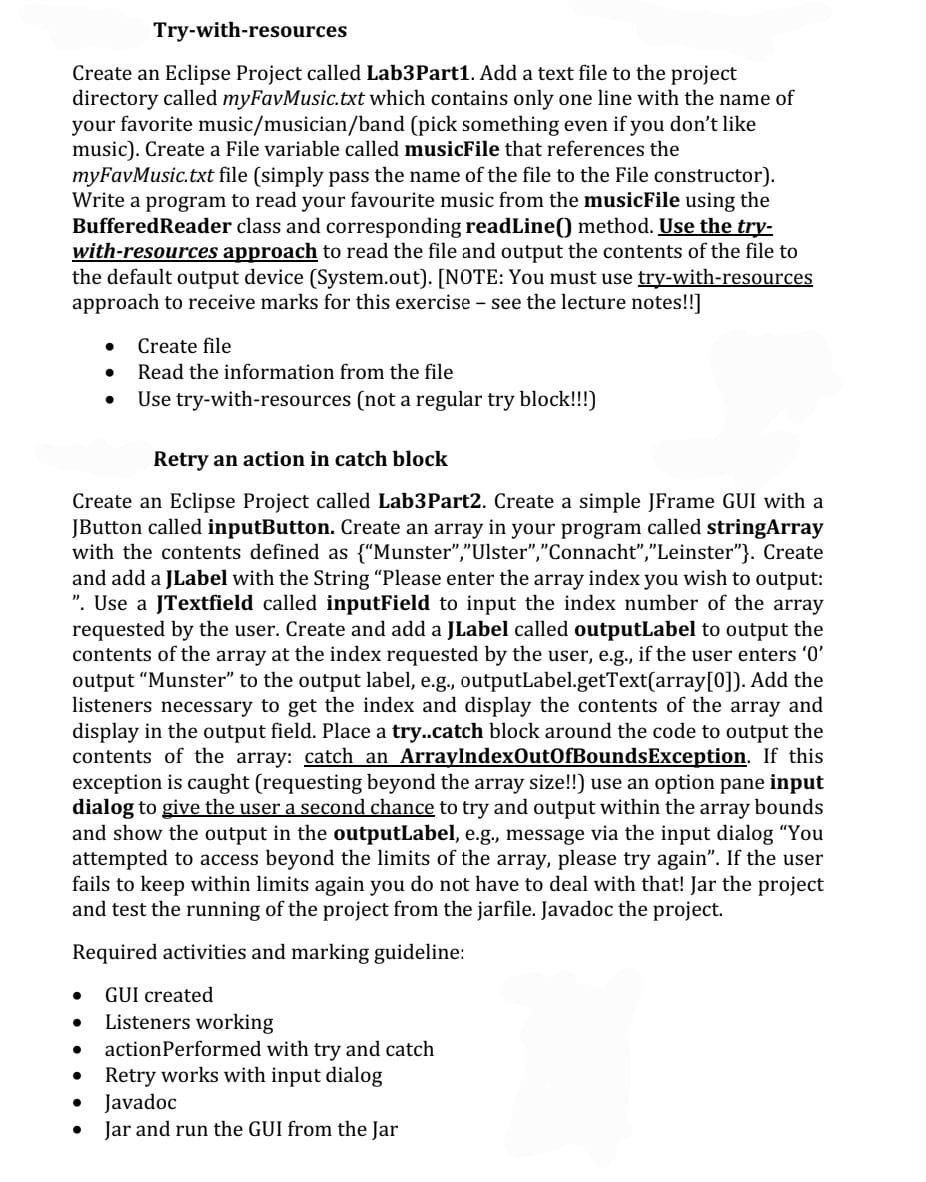 Try-with-resources
Create an Eclipse Project called Lab3Part1. Add a text file to the project
directory called myFavMusic.txt which contains only one line with the name of
your favorite music/musician/band (pick something even if you don’t like
music). Create a File variable called musicFile that references the
myFavMusic.txt file (simply pass the name of the file to the File constructor).
Write a program to read your favourite music from the musicFile using the
BufferedReader class and corresponding readLine() method. Use the try-
with-resources approach to read the file and output the contents of the file to
the default output device (System.out). [NOTE: You must use try-with-resources
approach to receive marks for this exercise – see the lecture notes!!]
• Create file
• Read the information from the file
• Use try-with-resources (not a regular try block!!!)
Retry an action in catch block
Create an Eclipse Project called Lab3Part2. Create a simple JFrame GUI with a
JButton called inputButton. Create an array in your program called stringArray
with the contents defined as {“Munster”,”Ulster”,”Connacht”,”Leinster”}. Create
and add a JLabel with the String “Please enter the array index you wish to output:
”. Use a JTextfield called inputField to input the index number of the array
requested by the user. Create and add a JLabel called outputLabel to output the
contents of the array at the index requested by the user, e.g., if the user enters ‘0’
output “Munster” to the output label, e.g., outputLabel.getText(array[0]). Add the
listeners necessary to get the index and display the contents of the array and
display in the output field. Place a try..catch block around the code to output the
contents of the array: catch an ArrayIndexOutOfBoundsException. If this
exception is caught (requesting beyond the array size!!) use an option pane input
dialog to give the user a second chance to try and output within the array bounds
and show the output in the outputLabel, e.g., message via the input dialog “You
attempted to access beyond the limits of the array, please try again”. If the user
fails to keep within limits again you do not have to deal with that! Jar the project
and test the running of the project from the jarfile. Javadoc the project.
Required activities and marking guideline:
• GUI created
• Listeners working
• actionPerformed with try and catch
• Retry works with input dialog
• Javadoc
• Jar and run the GUI from the Jar